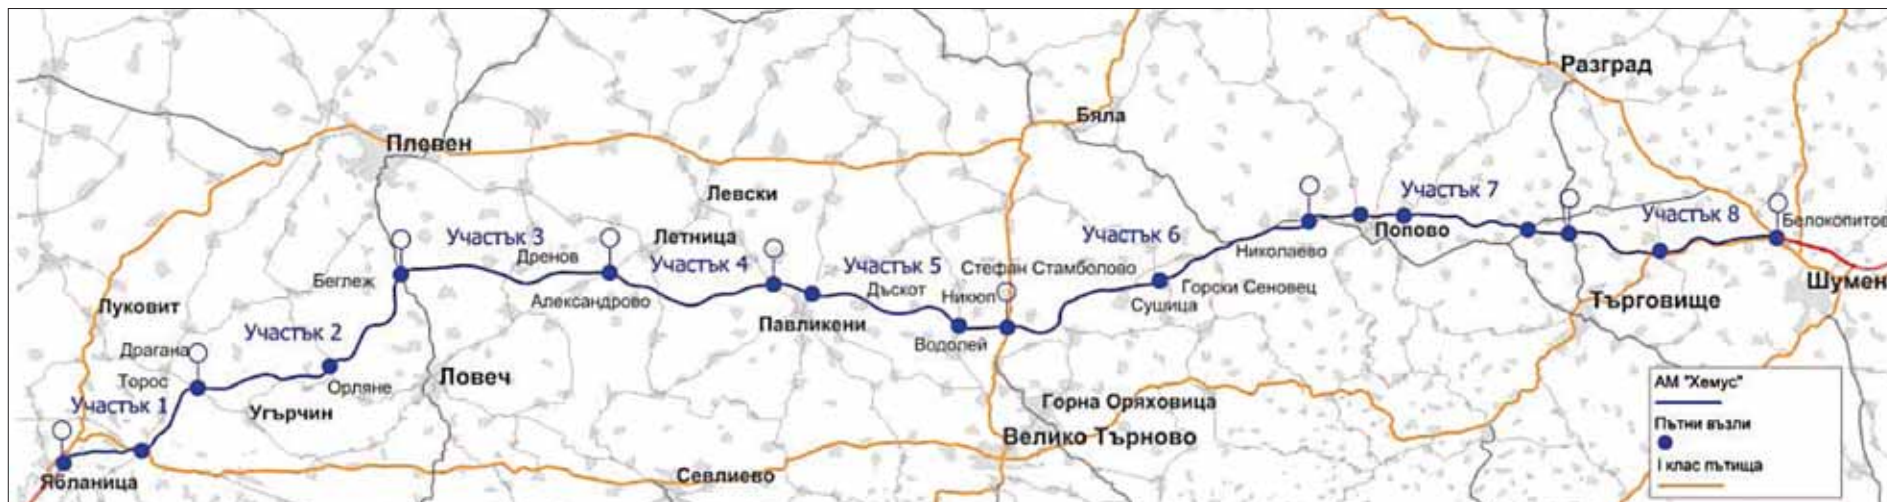 Разград
Бяла
Плевен
Левски
Участък 7
Участък 3
Летница
Участък 6
Попово
Участък 8
Белокопитов
Дренов
Николаево
Беглеж
Александрово
Участък 4
Участък 5
Стефан Стамболово
Дъскот
Никюп
Горски Сеновец
Сушица
Шумен
Луковит
Търговище
Участък 2
Павликени
Водолей
Драгана
Торос
Орляне
Ловеч
Участък 1
Угърчин
Горна Оряховица
Велико Търново
Севлиево
Ябланица
АМ "Хемус"
Пътни възли
I клас пътища